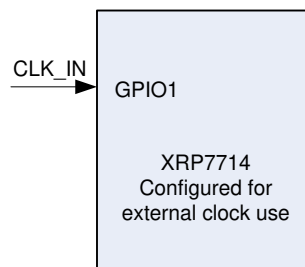 CLK_IN
GPIO1
XRP7714
Configured for
external clock use